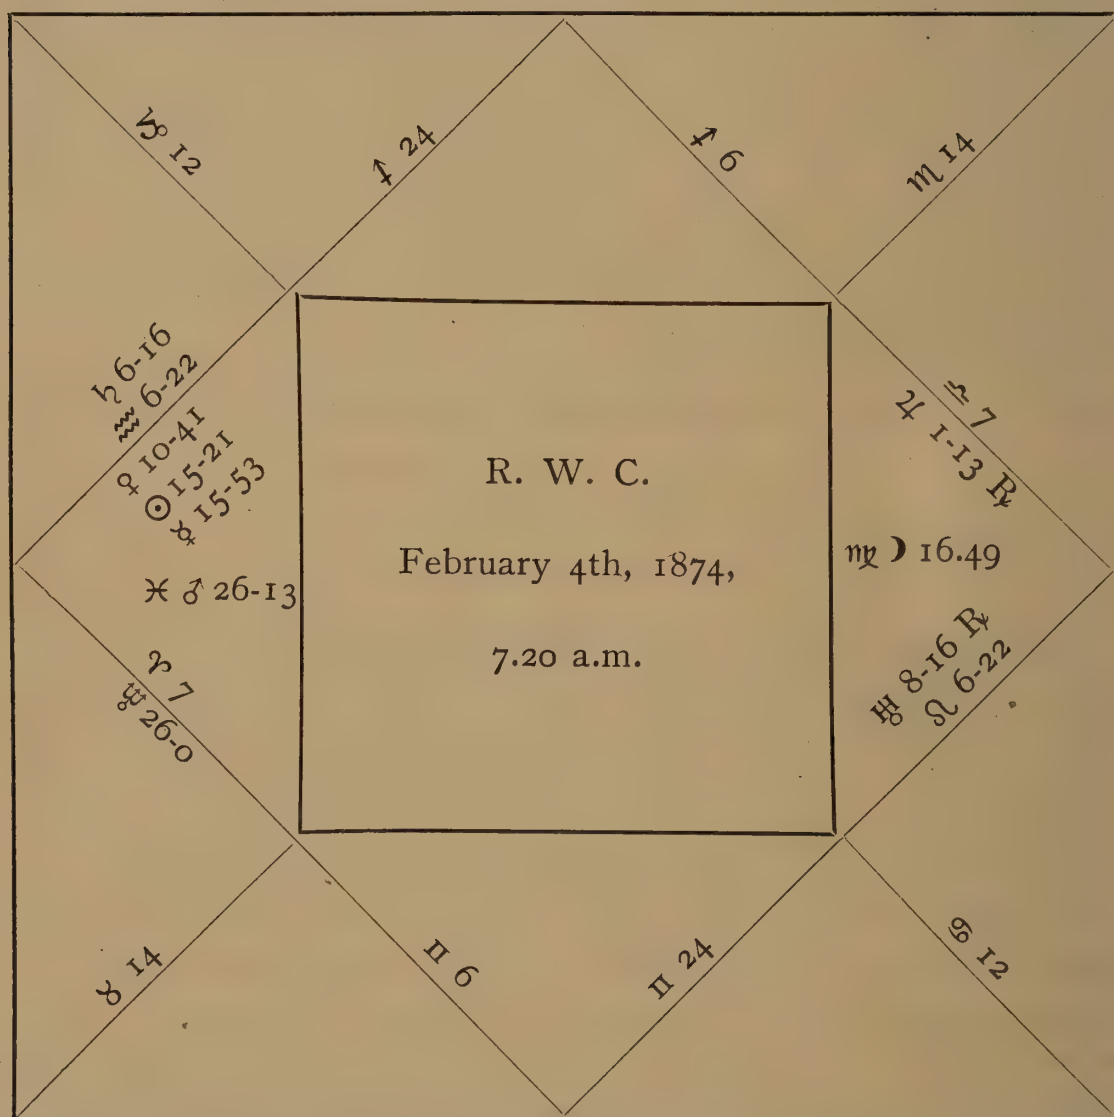 ♑ 12
♐ 24
♐ 6
♏ 14
♄ 6-16
♒ 6-22
♀ 10-41
☉ 15-21
☿ 15-53
♓ ♂ 26-13
♈ 7
♆ 26-0
R. W. C.
February 4th, 1874,
7.20 a.m.
♎ 7
♃ 1-13 ℞
♍ ☽ 16.49
♅ 8-16 ℞
♌ 6-22
♉ 14
♊ 6
♊ 24
♋ 12